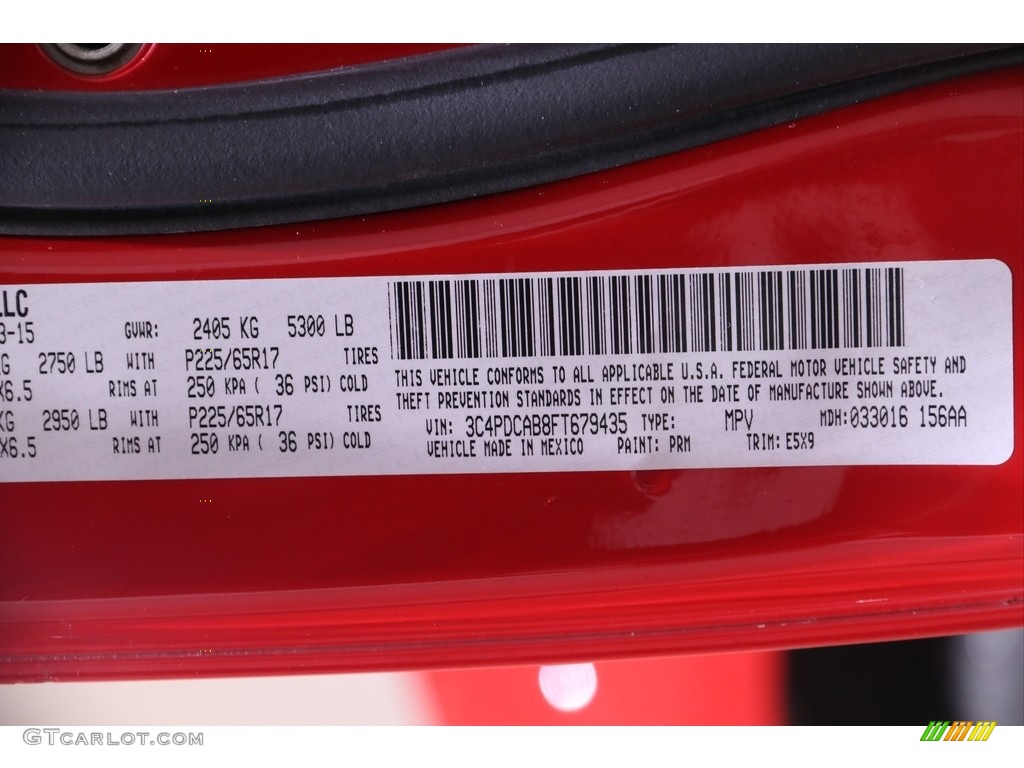 LLC
3-15 GVWR: 2405 KG 5300 LB
KG 2750 LB WITH P225/65R17 TIRES
X6.5 RIMS AT 250 KPA ( 36 PSI) COLD
KG 2950 LB WITH P225/65R17 TIRES
X6.5 RIMS AT 250 KPA ( 36 PSI) COLD
THIS VEHICLE CONFORMS TO ALL APPLICABLE U.S.A. FEDERAL MOTOR VEHICLE SAFETY AND
THEFT PREVENTION STANDARDS IN EFFECT ON THE DATE OF MANUFACTURE SHOWN ABOVE.
VIN: 3C4PDCAB8FT679435 TYPE: MPV MDH:033016 156AA
VEHICLE MADE IN MEXICO PAINT: PRM TRIM: E5X9
GTcarlot.com